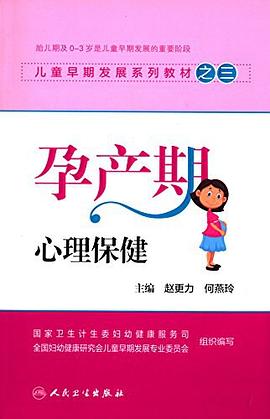 胎儿期及0-3岁是儿童早期发展的重要阶段
儿童早期发展系列教材之三
孕产期
心理保健
主编 赵更力 何燕玲
国家卫生计生委妇幼健康服务司
全国妇幼健康研究会儿童早期发展专业委员会
组织编写
人民卫生出版社